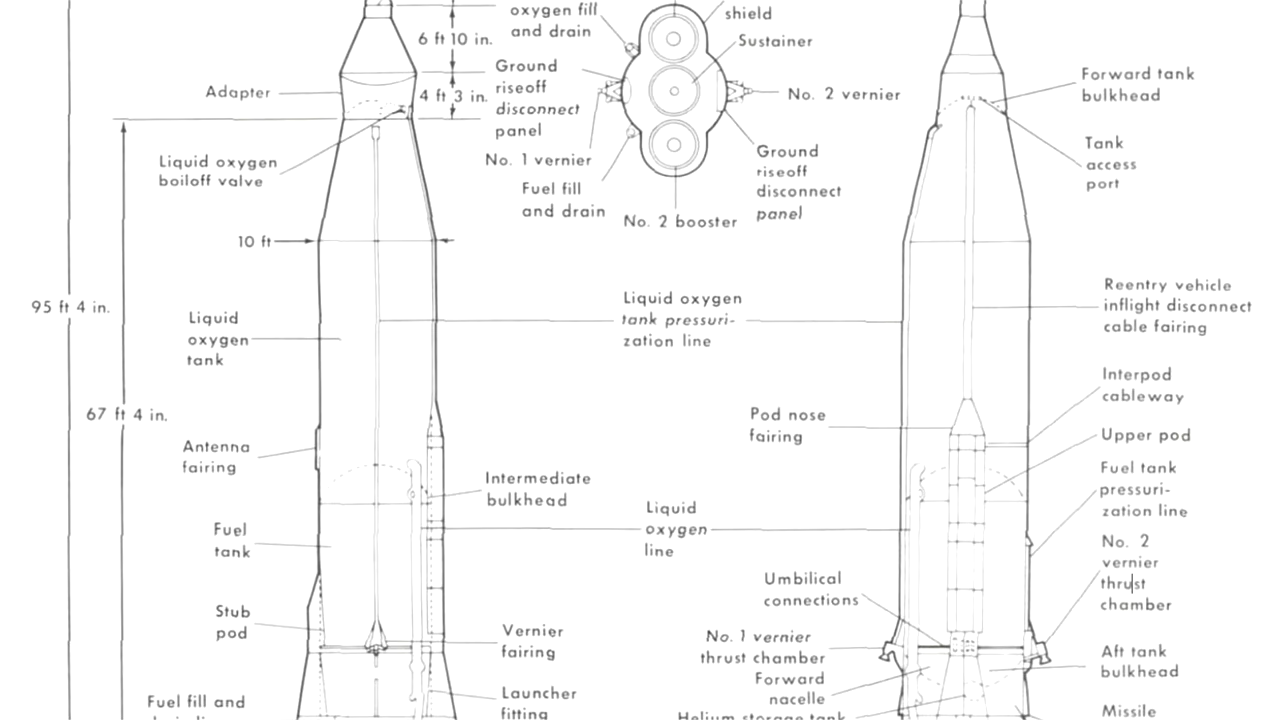 oxygen fill
and drain
shield
Sustainer
6 ft 10 in.
Ground
riseoff
disconnect
panel
Adapter
4 ft 3 in.
No. 2 vernier
Forward tank
bulkhead
No. 1 vernier
Liquid oxygen
boiloff valve
Fuel fill
and drain
Ground
riseoff
disconnect
panel
Tank
access
port
No. 2 booster
10 ft
95 ft 4 in.
Liquid oxygen
tank pressuri-
zation line
Reentry vehicle
inflight disconnect
cable fairing
Liquid
oxygen
tank
67 ft 4 in.
Interpod
cableway
Pod nose
fairing
Upper pod
Antenna
fairing
Intermediate
bulkhead
Fuel tank
pressuri-
zation line
Liquid
oxygen
line
Fuel
tank
No. 2
vernier
thrust
chamber
Umbilical
connections
Stub
pod
Vernier
fairing
No. 1 vernier
thrust chamber
Aft tank
bulkhead
Forward
nacelle
Fuel fill and
Launcher
fitting
Helium storage tank
Missile